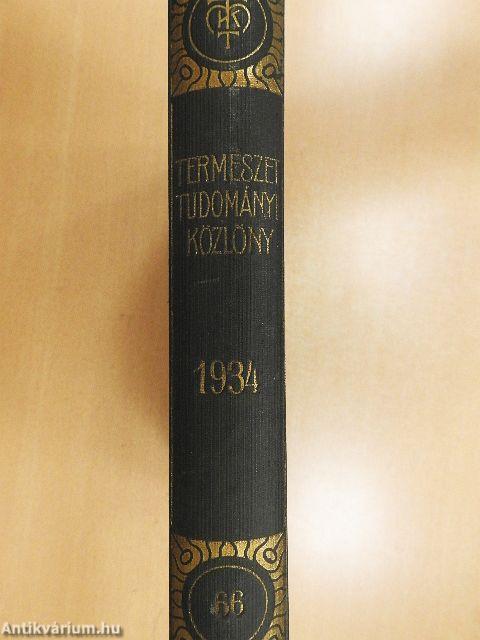 TERMÉSZET
TUDOMÁNYI
KÖZLÖNY
1934
66
Antikvárium.hu